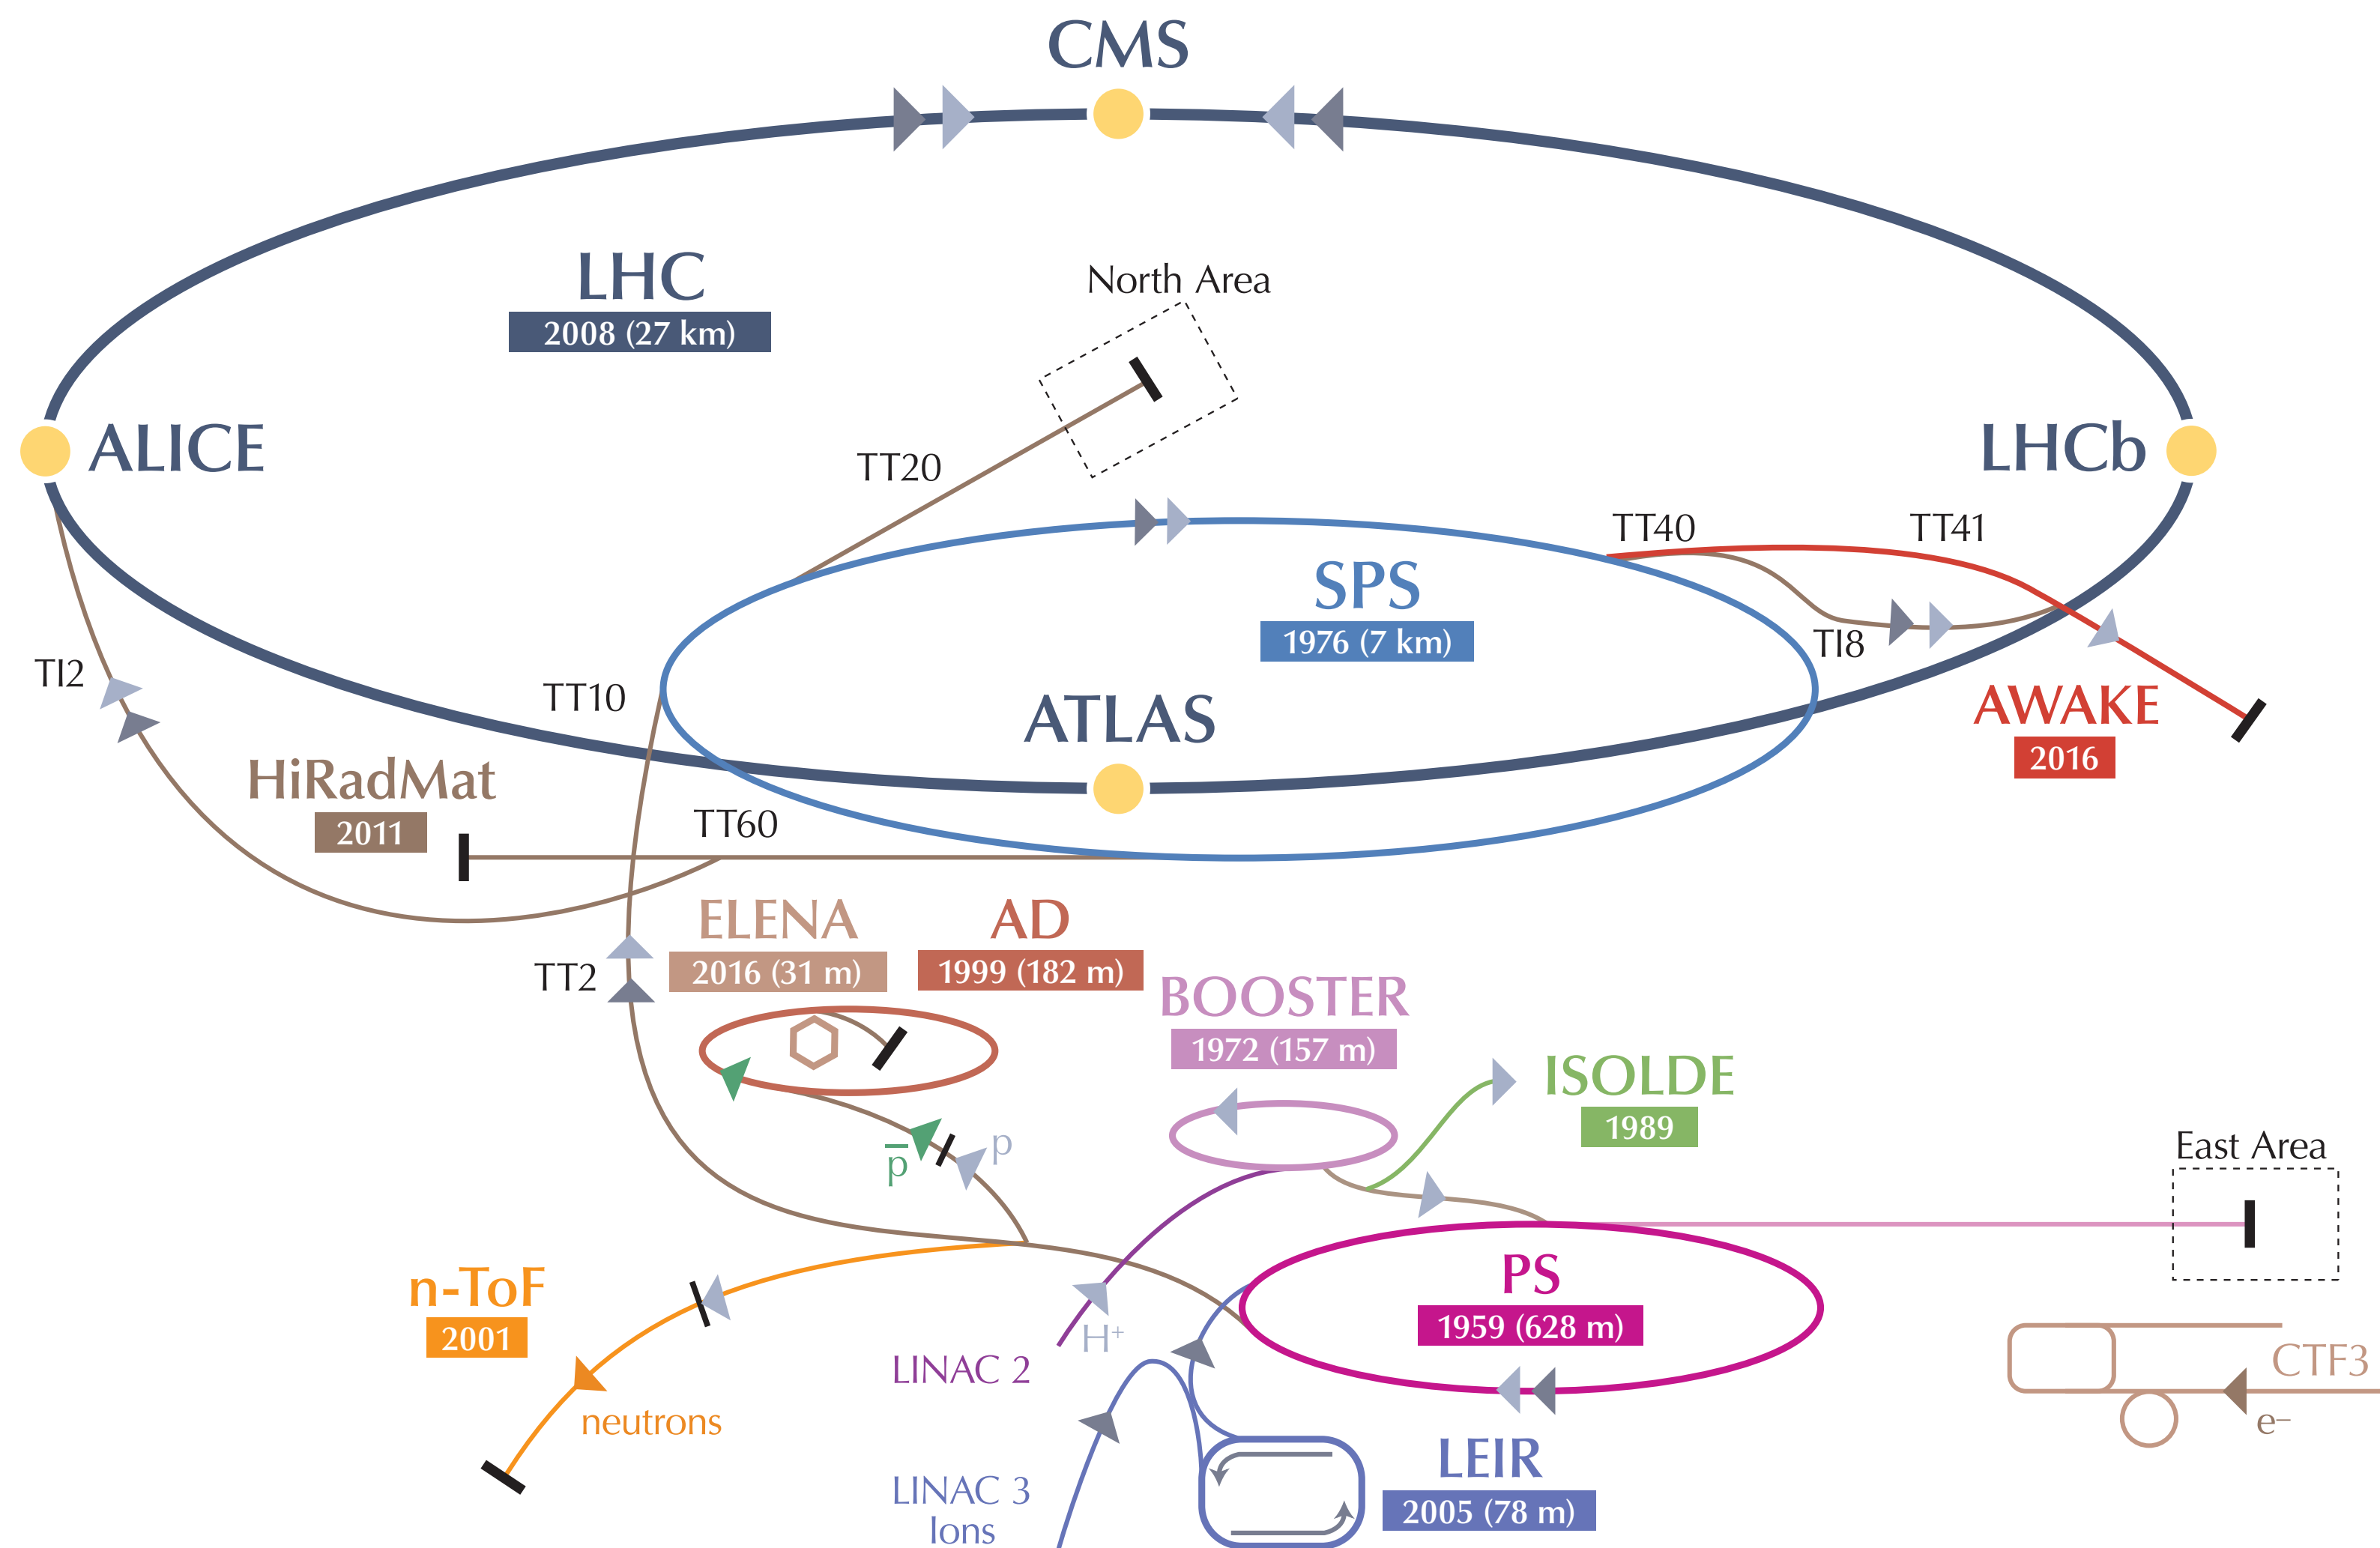 CMS
LHC
2008 (27 km)
North Area
ALICE
LHCb
TT20
TT40
TT41
SPS
1976 (7 km)
TI8
TI2
TT10
ATLAS
AWAKE
2016
HiRadMat
2011
TT60
ELENA
2016 (31 m)
AD
1999 (182 m)
TT2
BOOSTER
1972 (157 m)
ISOLDE
1989
p
p̅
East Area
n-ToF
2001
PS
1959 (628 m)
H⁺
LINAC 2
CTF3
e⁻
neutrons
LEIR
2005 (78 m)
LINAC 3
Ions